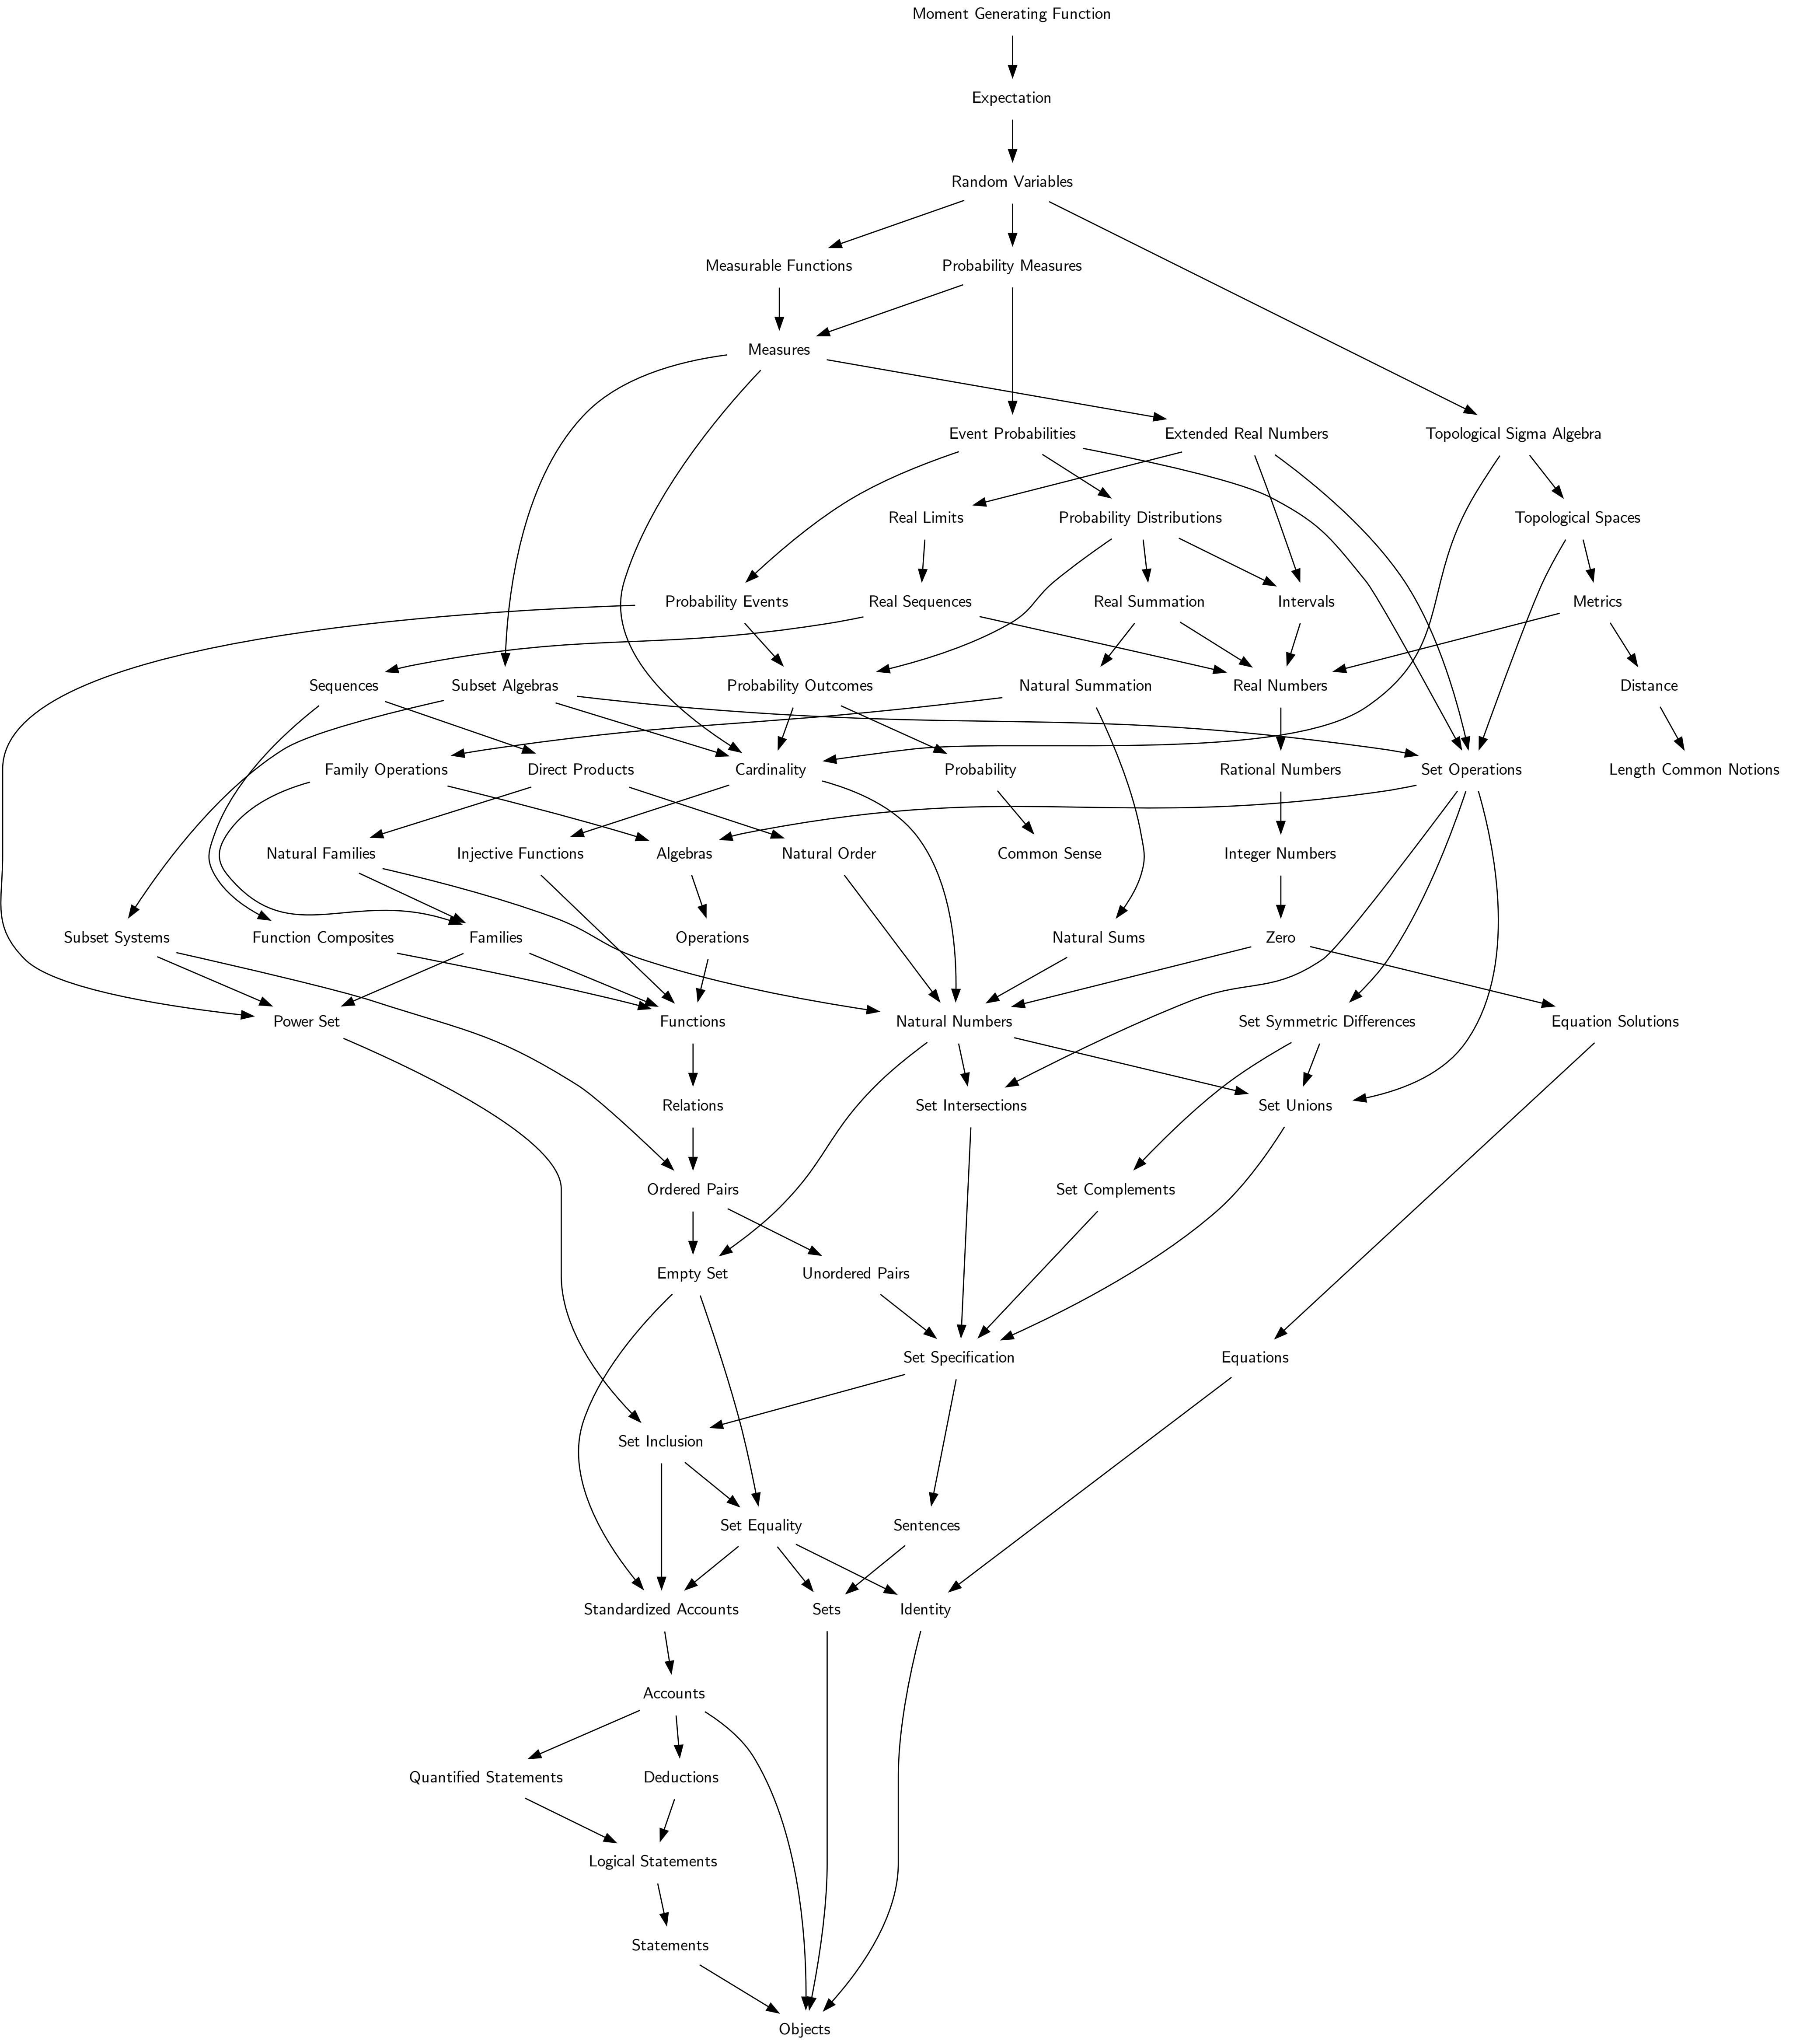 Moment Generating Function
Expectation
Random Variables
Measurable Functions
Probability Measures
Measures
Event Probabilities
Extended Real Numbers
Topological Sigma Algebra
Real Limits
Probability Distributions
Topological Spaces
Probability Events
Real Sequences
Real Summation
Intervals
Metrics
Sequences
Subset Algebras
Probability Outcomes
Natural Summation
Real Numbers
Distance
Family Operations
Direct Products
Cardinality
Probability
Rational Numbers
Set Operations
Length Common Notions
Natural Families
Injective Functions
Algebras
Natural Order
Common Sense
Integer Numbers
Subset Systems
Function Composites
Families
Operations
Natural Sums
Zero
Power Set
Functions
Natural Numbers
Set Symmetric Differences
Equation Solutions
Relations
Set Intersections
Set Unions
Ordered Pairs
Set Complements
Empty Set
Unordered Pairs
Set Specification
Equations
Set Inclusion
Set Equality
Sentences
Standardized Accounts
Sets
Identity
Accounts
Quantified Statements
Deductions
Logical Statements
Statements
Objects